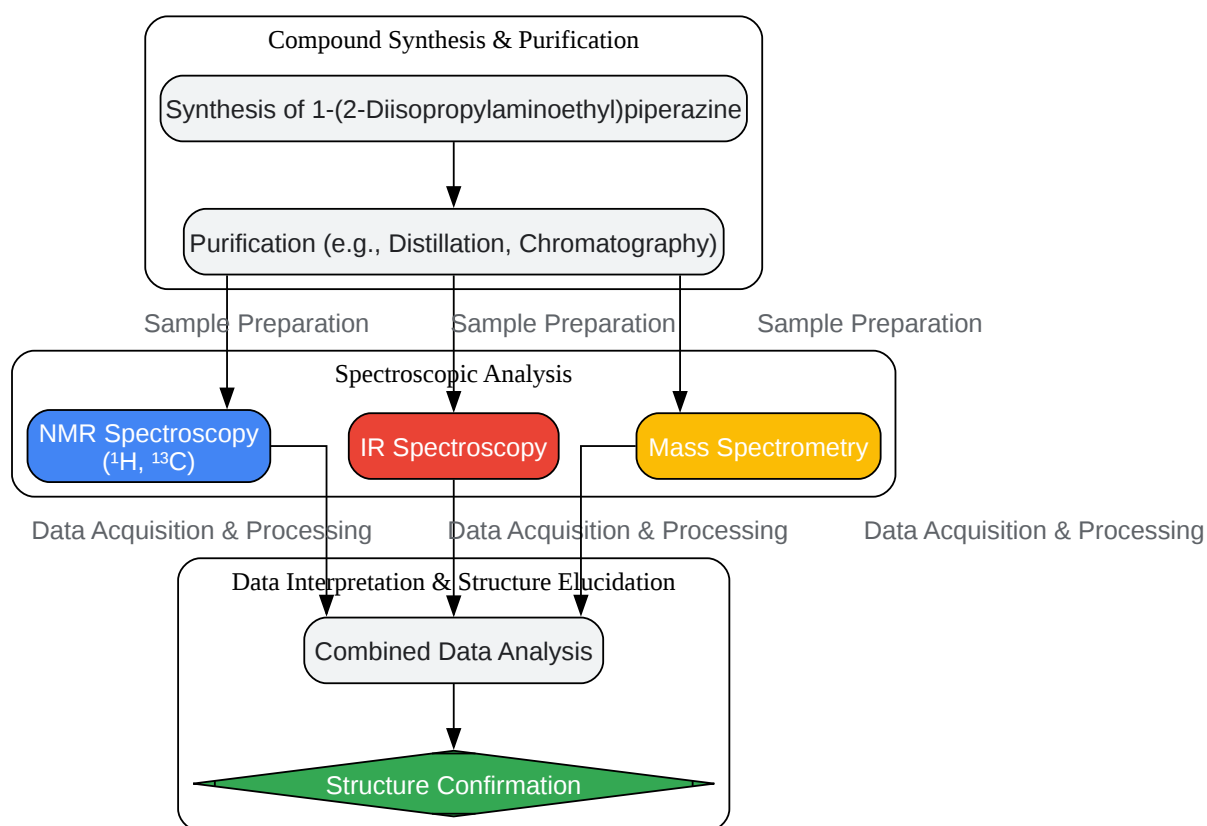 Compound Synthesis & Purification
Synthesis of 1-(2-Diisopropylaminoethyl)piperazine
Purification (e.g., Distillation, Chromatography)
Sample Preparation
Sample Preparation
Sample Preparation
Spectroscopic Analysis
NMR Spectroscopy
(¹H, ¹³C)
IR Spectroscopy
Mass Spectrometry
Data Acquisition & Processing
Data Acquisition & Processing
Data Acquisition & Processing
Data Interpretation & Structure Elucidation
Combined Data Analysis
Structure Confirmation